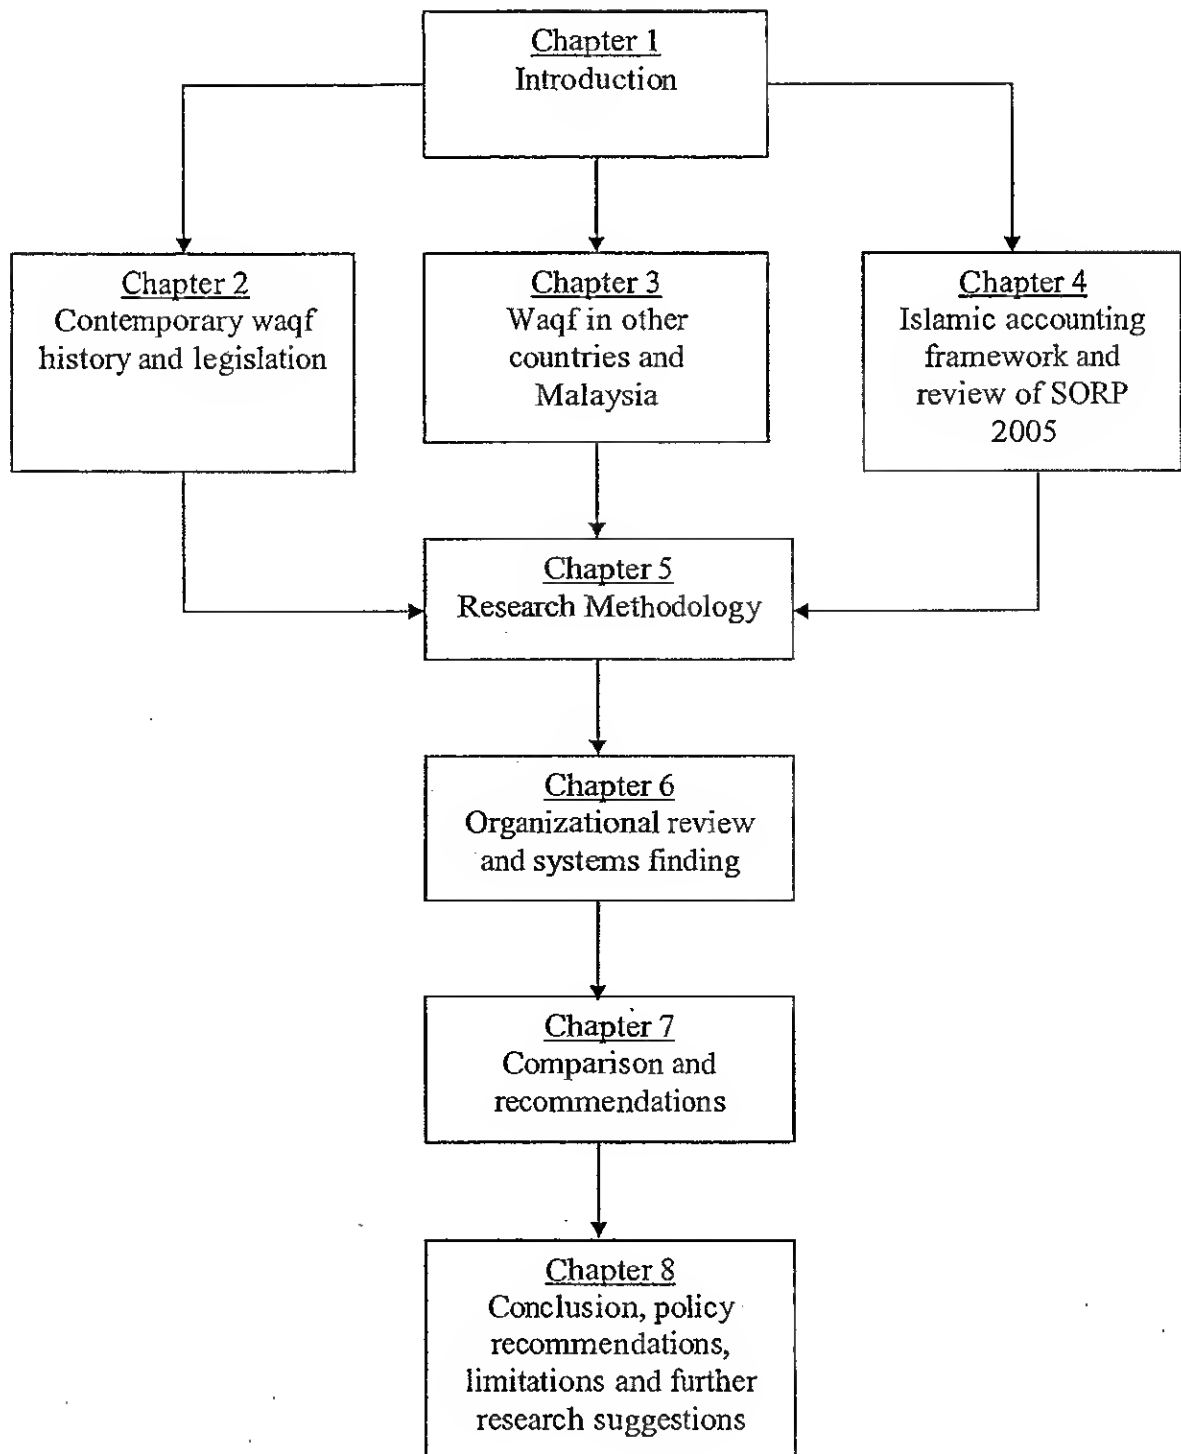 Chapter 1
Introduction
Chapter 2
Contemporary waqf
history and legislation
Chapter 3
Waqf in other
countries and
Malaysia
Chapter 4
Islamic accounting
framework and
review of SORP
2005
Chapter 5
Research Methodology
Chapter 6
Organizational review
and systems finding
Chapter 7
Comparison and
recommendations
Chapter 8
Conclusion, policy
recommendations,
limitations and further
research suggestions